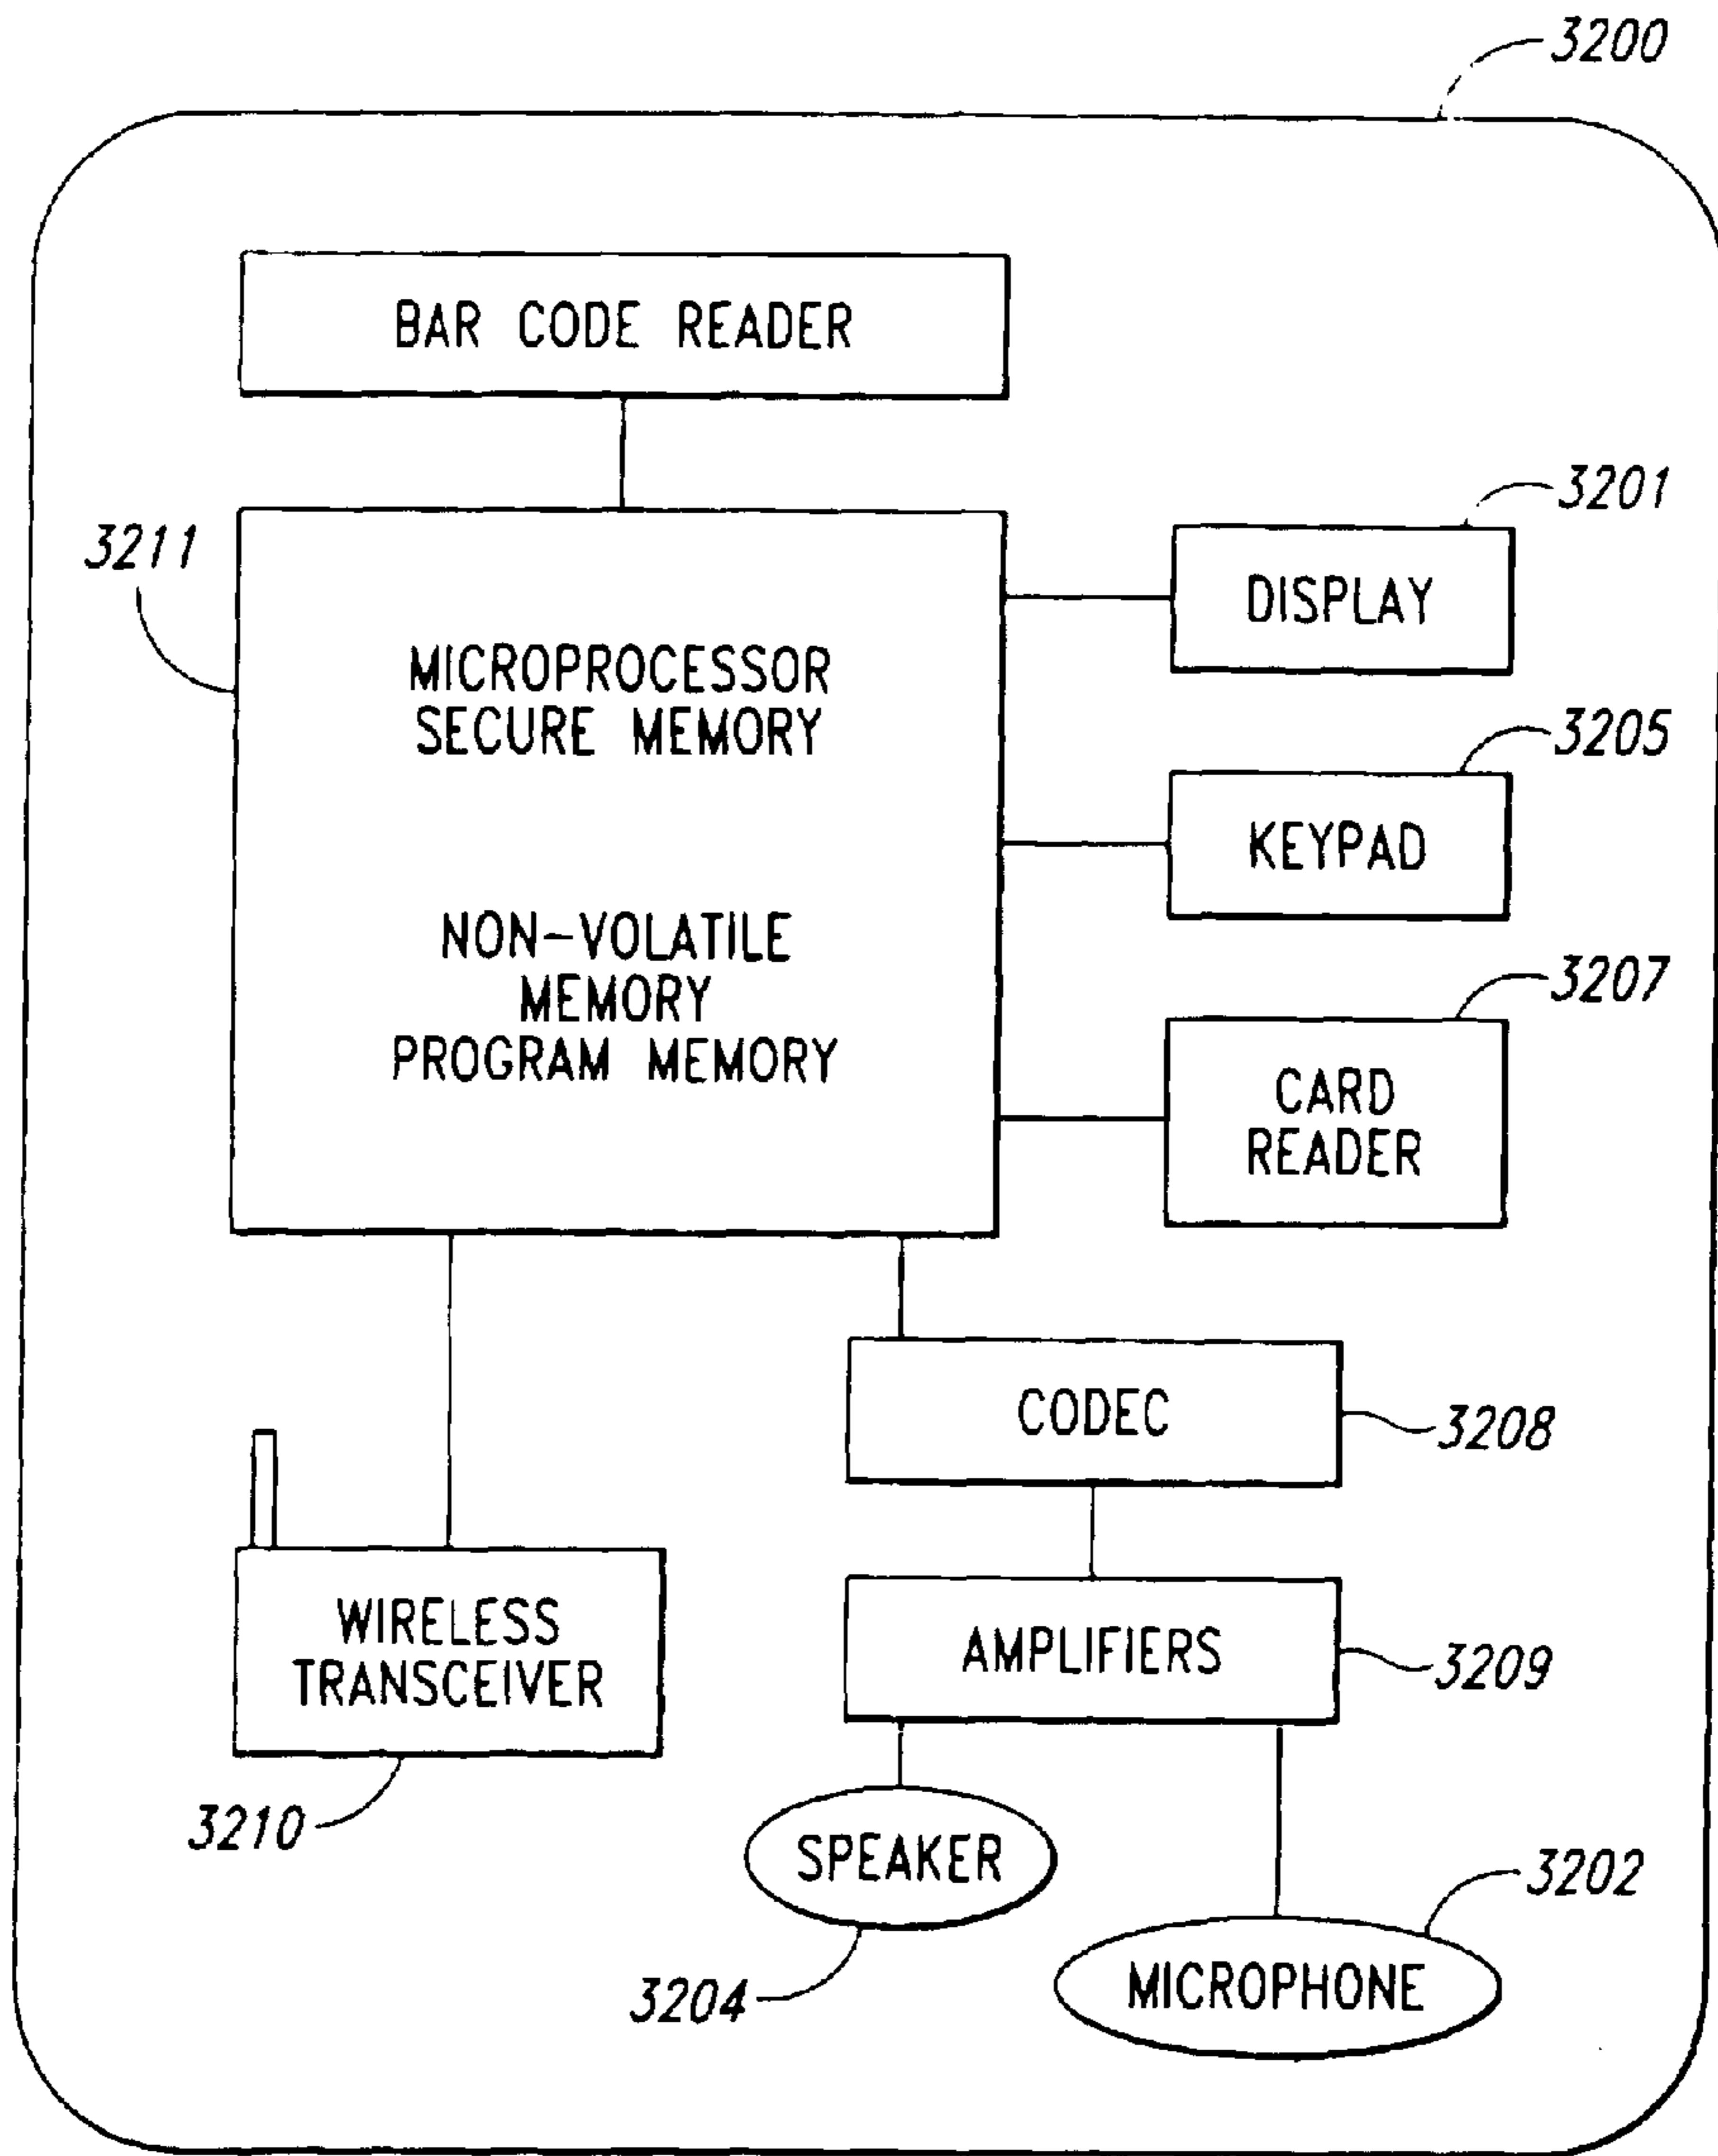 3200
BAR CODE READER
3211
MICROPROCESSOR
SECURE MEMORY
NON-VOLATILE
MEMORY
PROGRAM MEMORY
3201
DISPLAY
3205
KEYPAD
3207
CARD
READER
CODEC
3208
WIRELESS
TRANSCEIVER
3210
AMPLIFIERS
3209
SPEAKER
3204
3202
MICROPHONE